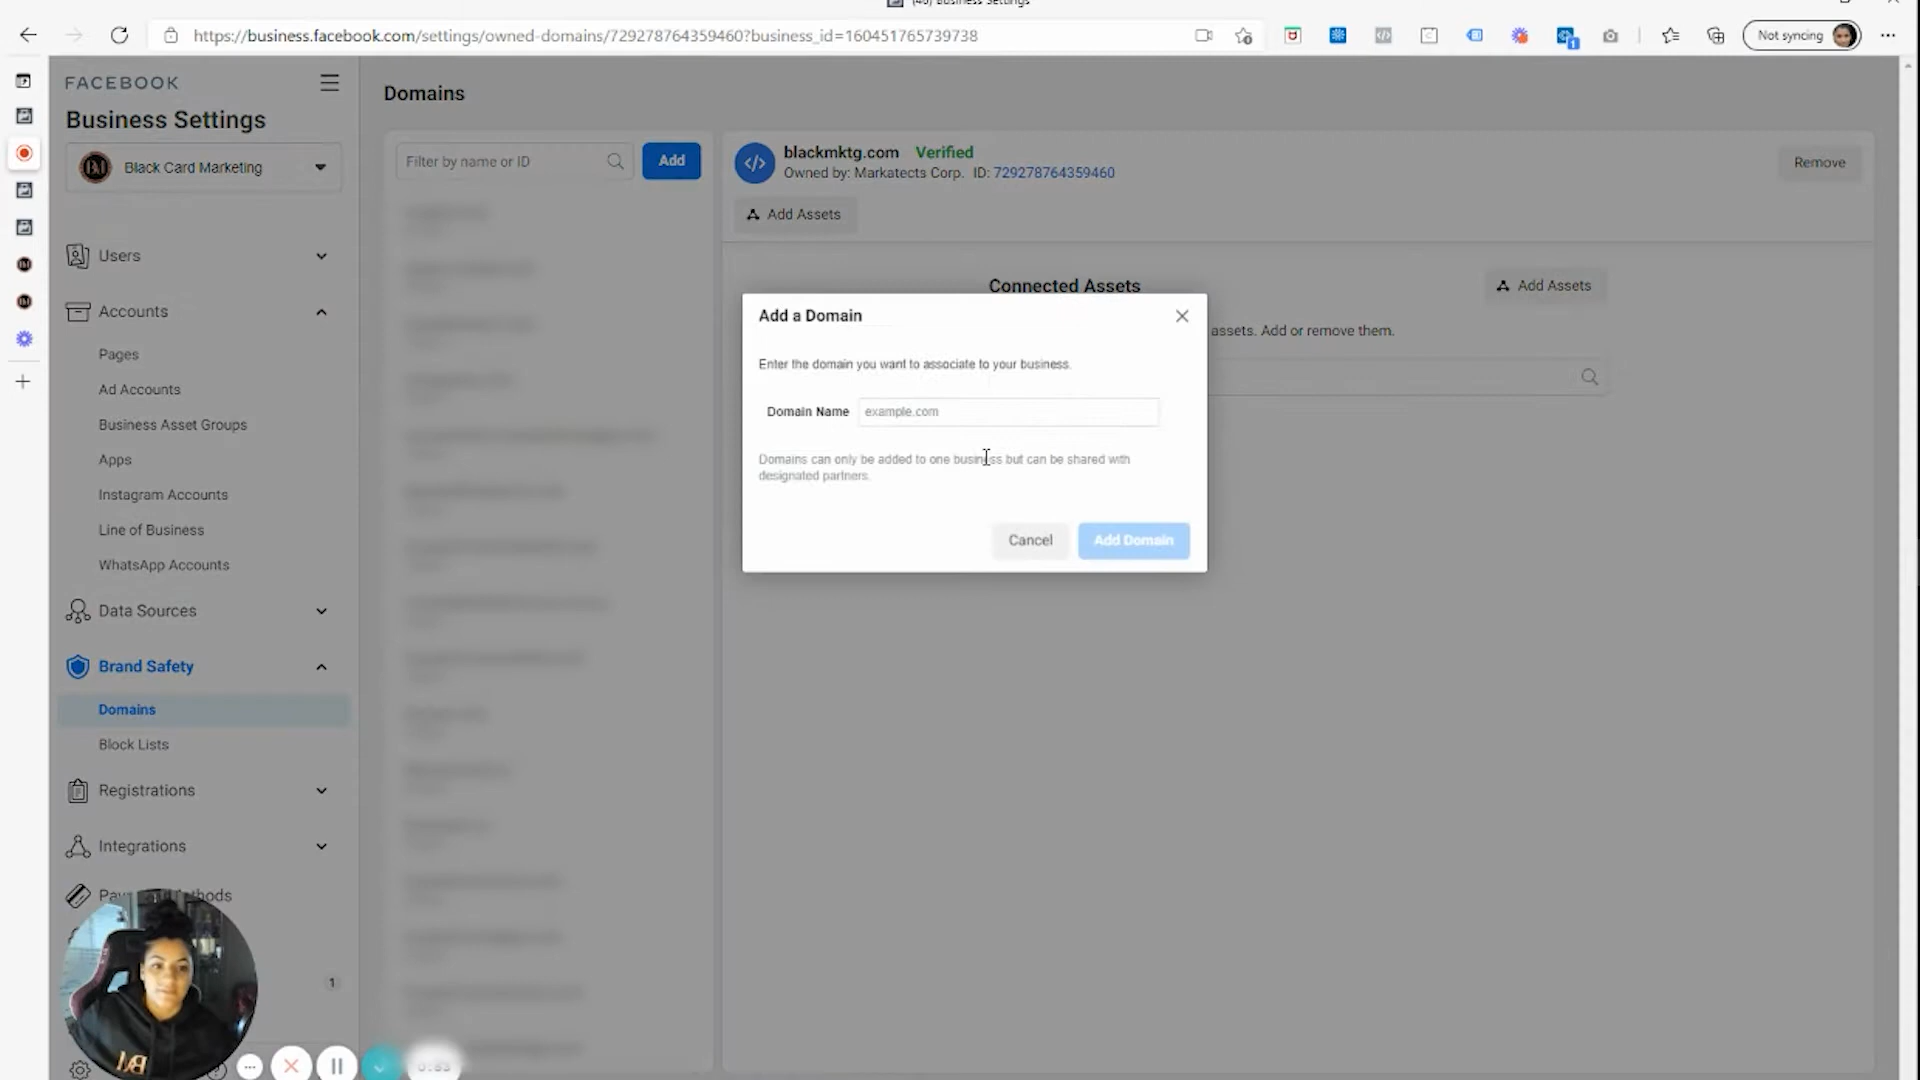 (40) Business Settings
https://business.facebook.com/settings/owned-domains/729278764359460?business_id=160451765739738
Not syncing
FACEBOOK
Business Settings
Black Card Marketing
Users
Accounts
Pages
Ad Accounts
Business Asset Groups
Apps
Instagram Accounts
Line of Business
WhatsApp Accounts
Data Sources
Brand Safety
Domains
Block Lists
Registrations
Integrations
1
Domains
Filter by name or ID
Add
blackmktg.com Verified
Owned by: Markatects Corp. ID: 729278764359460
Remove
Add Assets
Connected Assets
Add Assets
assets. Add or remove them.
Add a Domain
Enter the domain you want to associate to your business.
Domain Name
example.com
Domains can only be added to one business but can be shared with
designated partners.
Cancel
Add Domain